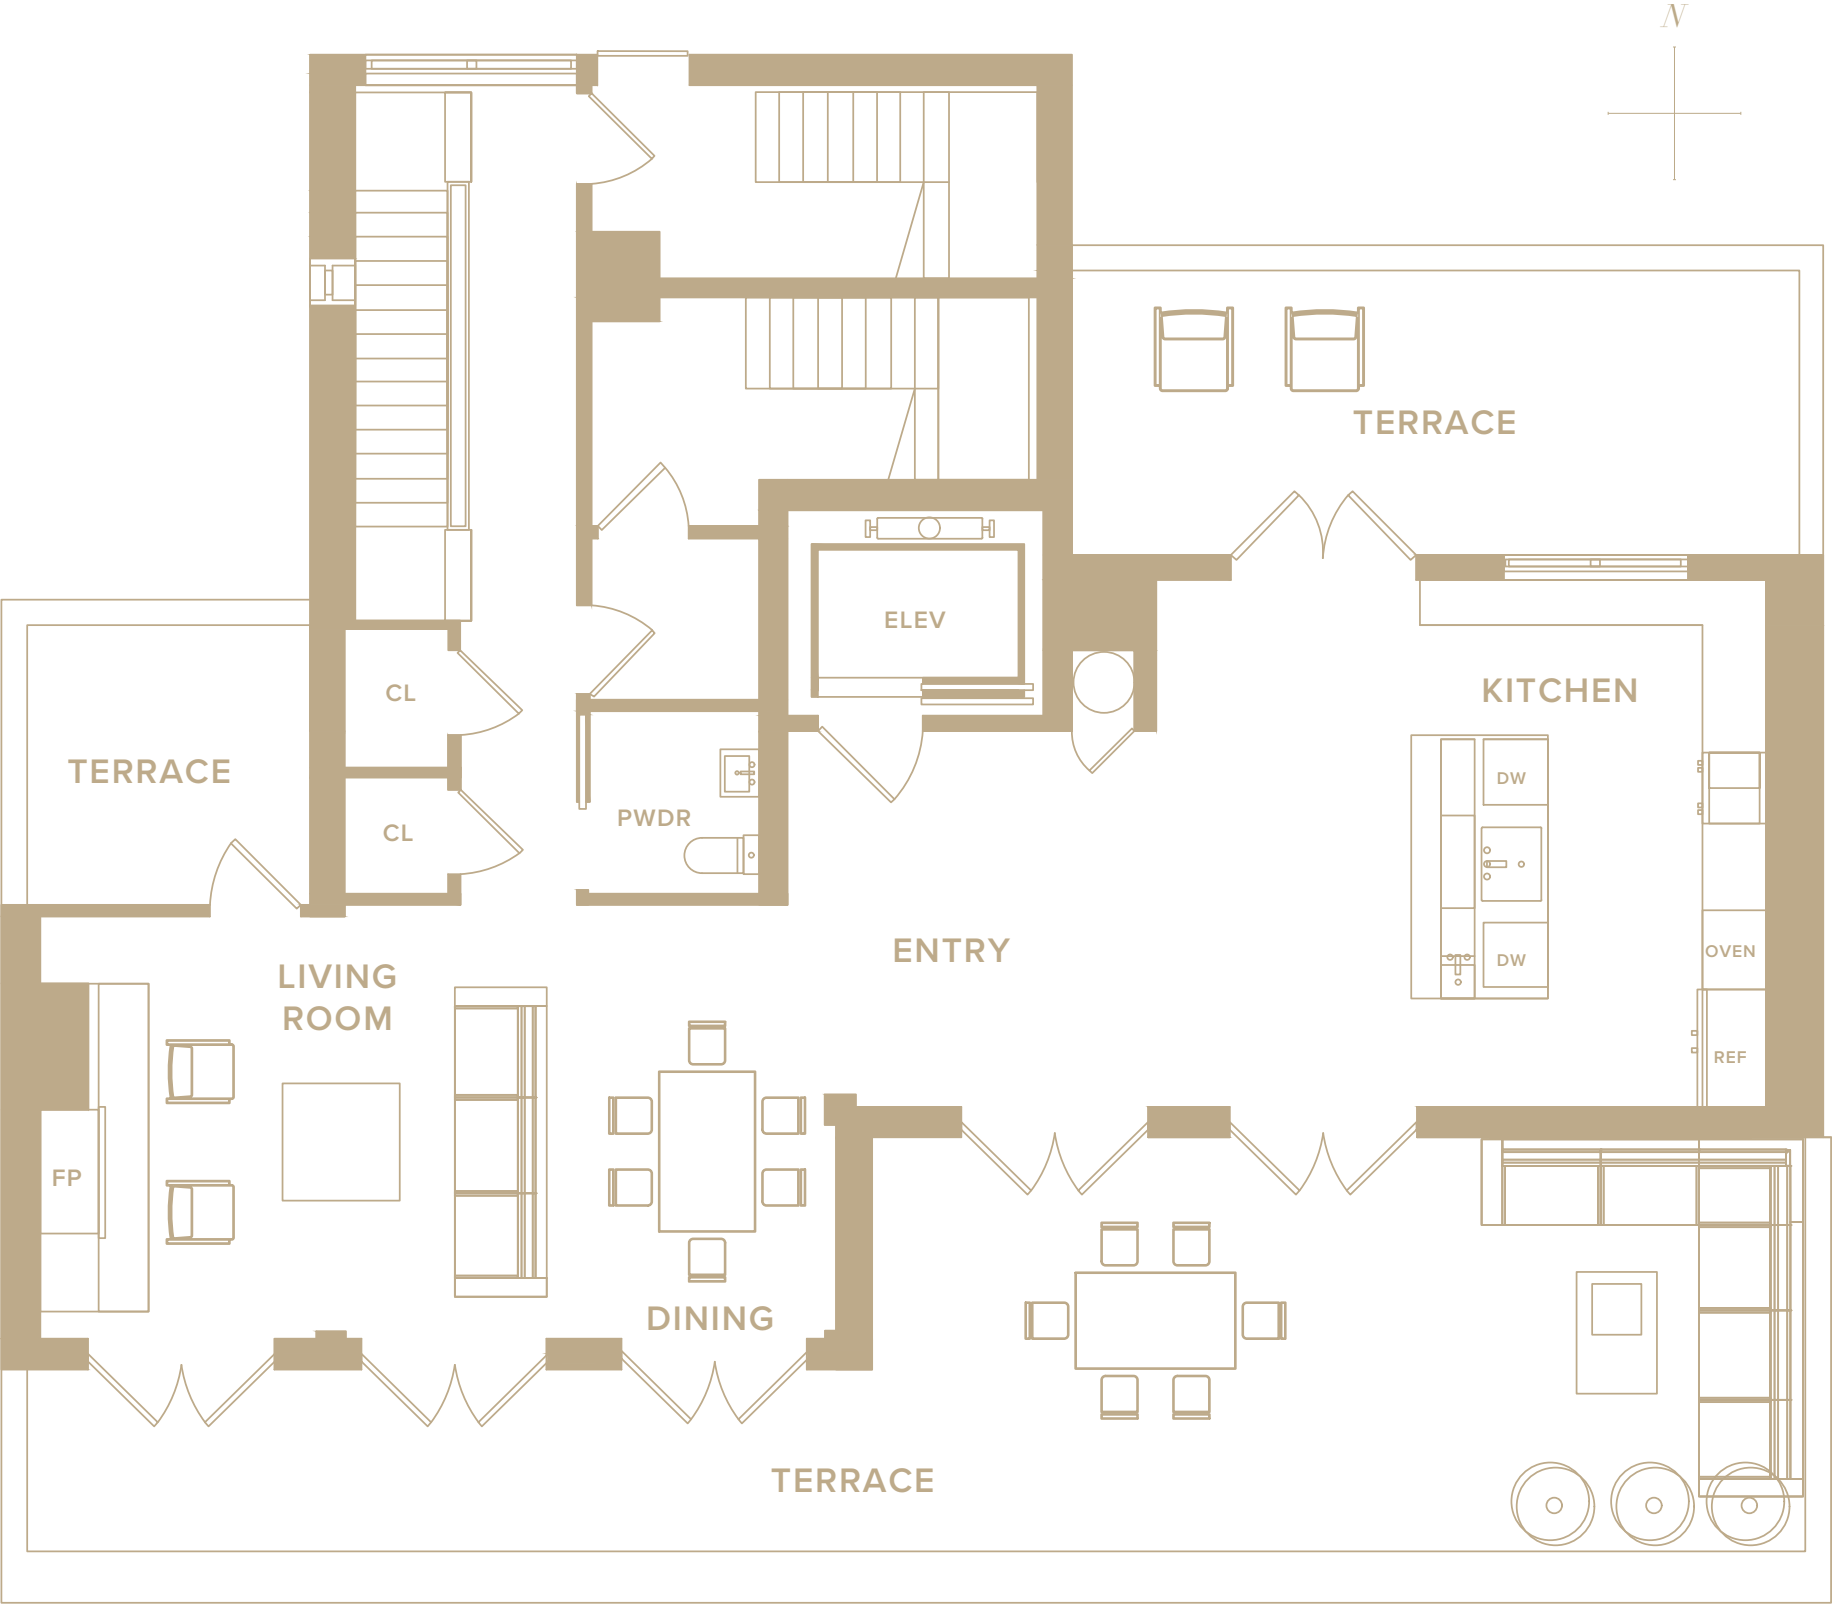 N
TERRACE
ELEV
KITCHEN
CL
TERRACE
DW
PWDR
CL
ENTRY
OVEN
DW
LIVING
ROOM
REF
FP
DINING
TERRACE